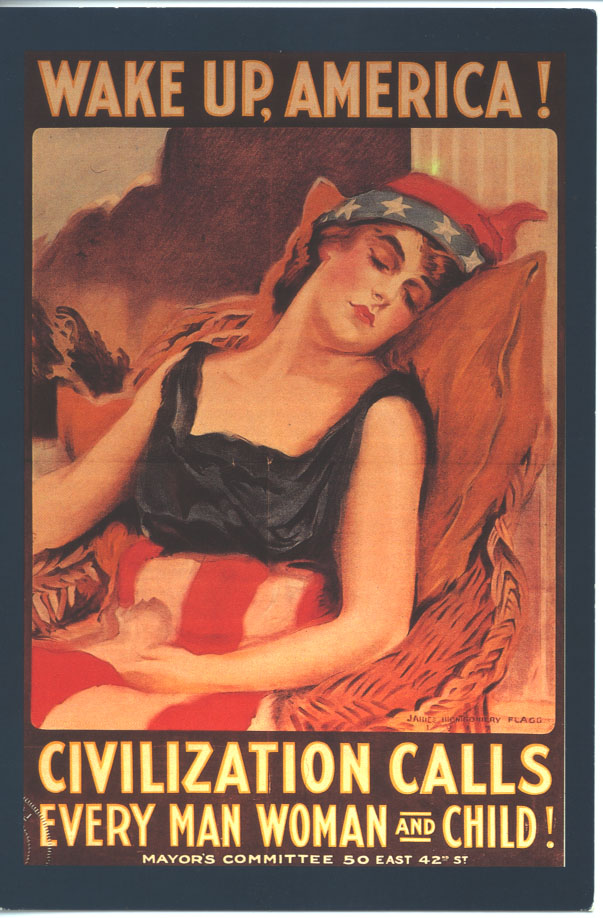 WAKE UP, AMERICA!
JAMES MONTGOMERY FLAGG
CIVILIZATION CALLS
EVERY MAN WOMAN AND CHILD!
MAYOR'S COMMITTEE 50 EAST 42ND ST